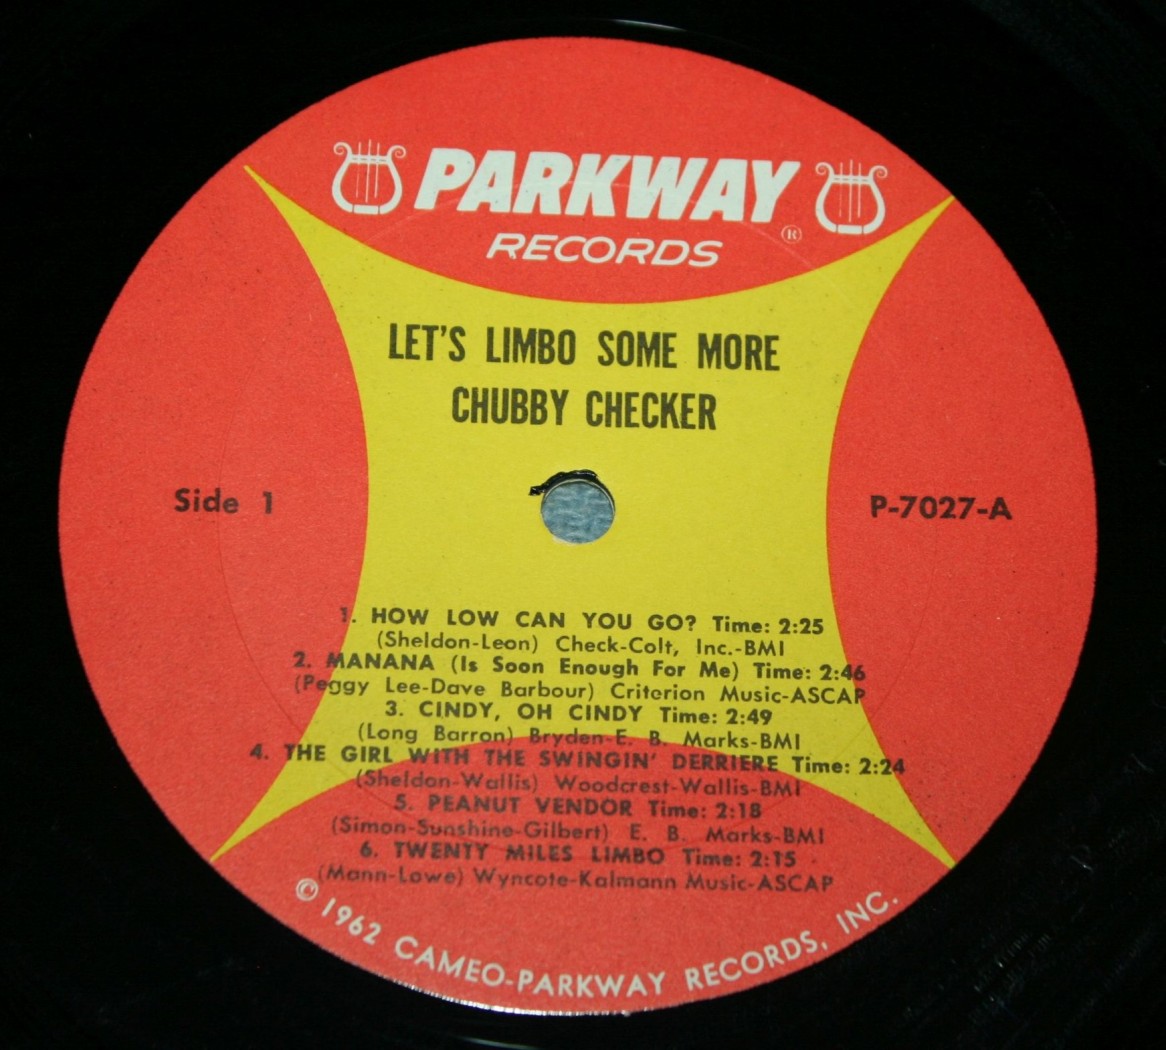 PARKWAY
®
RECORDS
LET'S LIMBO SOME MORE
CHUBBY CHECKER
Side 1
P-7027-A
1. HOW LOW CAN YOU GO? Time: 2:25
(Sheldon-Leon) Check-Colt, Inc.-BMI
2. MANANA (Is Soon Enough For Me) Time: 2:46
(Peggy Lee-Dave Barbour) Criterion Music-ASCAP
3. CINDY, OH CINDY Time: 2:49
(Long Barron) Bryden-E. B. Marks-BMI
4. THE GIRL WITH THE SWINGIN' DERRIERE Time: 2:24
(Sheldon-Wallis) Woodcrest-Wallis-BMI
5. PEANUT VENDOR Time: 2:18
(Simon-Sunshine-Gilbert) E. B. Marks-BMI
6. TWENTY MILES LIMBO Time: 2:15
(Mann-Lowe) Wyncote-Kalmann Music-ASCAP
© 1962 CAMEO-PARKWAY RECORDS, INC.